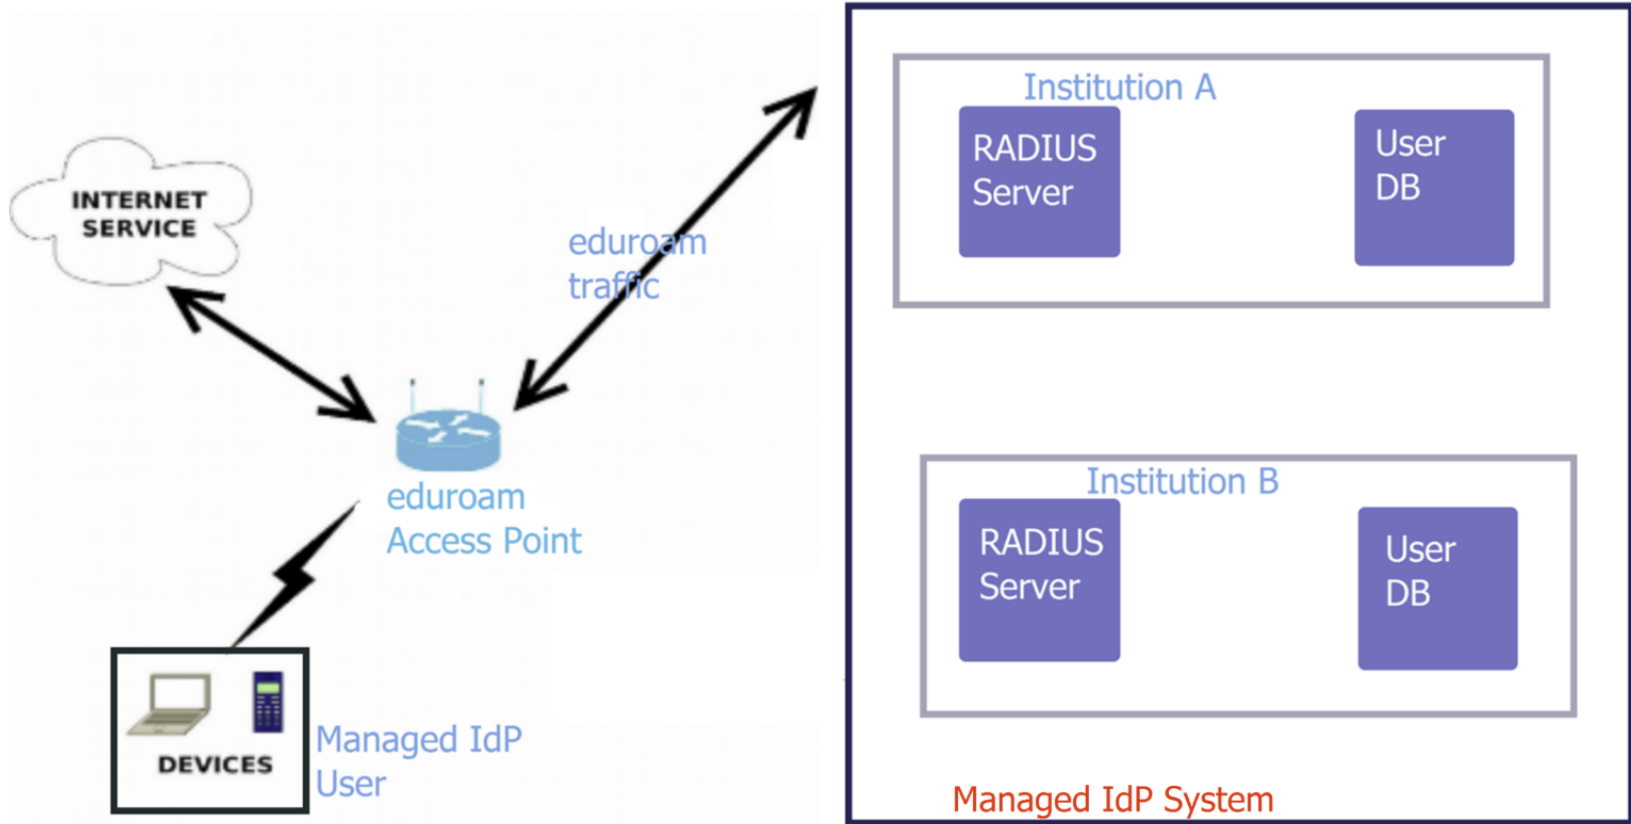 INTERNET
SERVICE
eduroam
traffic
eduroam
Access Point
DEVICES
Managed IdP
User
Institution A
RADIUS
Server
User
DB
Institution B
RADIUS
Server
User
DB
Managed IdP System